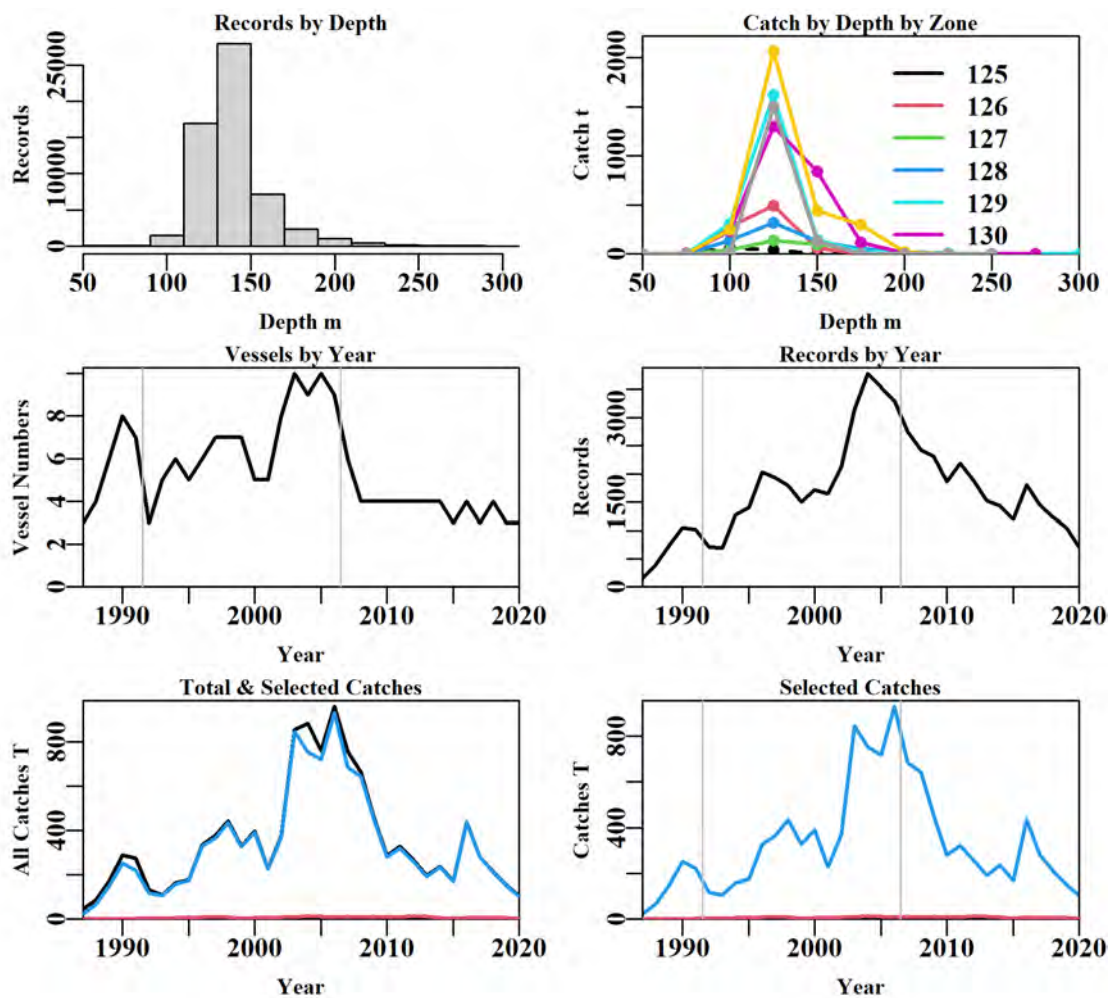 Records by Depth
Records
0 10000 25000
50 100 150 200 250 300
Depth m
Catch by Depth by Zone
Catch t
0 1000 2000
125
126
127
128
129
130
50 100 150 200 250 300
Depth m
Vessels by Year
Vessel Numbers
0 2 4 6 8
1990 2000 2010 2020
Year
Records by Year
Records
0 1500 3000
1990 2000 2010 2020
Year
Total & Selected Catches
All Catches T
0 400 800
1990 2000 2010 2020
Year
Selected Catches
Catches T
0 400 800
1990 2000 2010 2020
Year